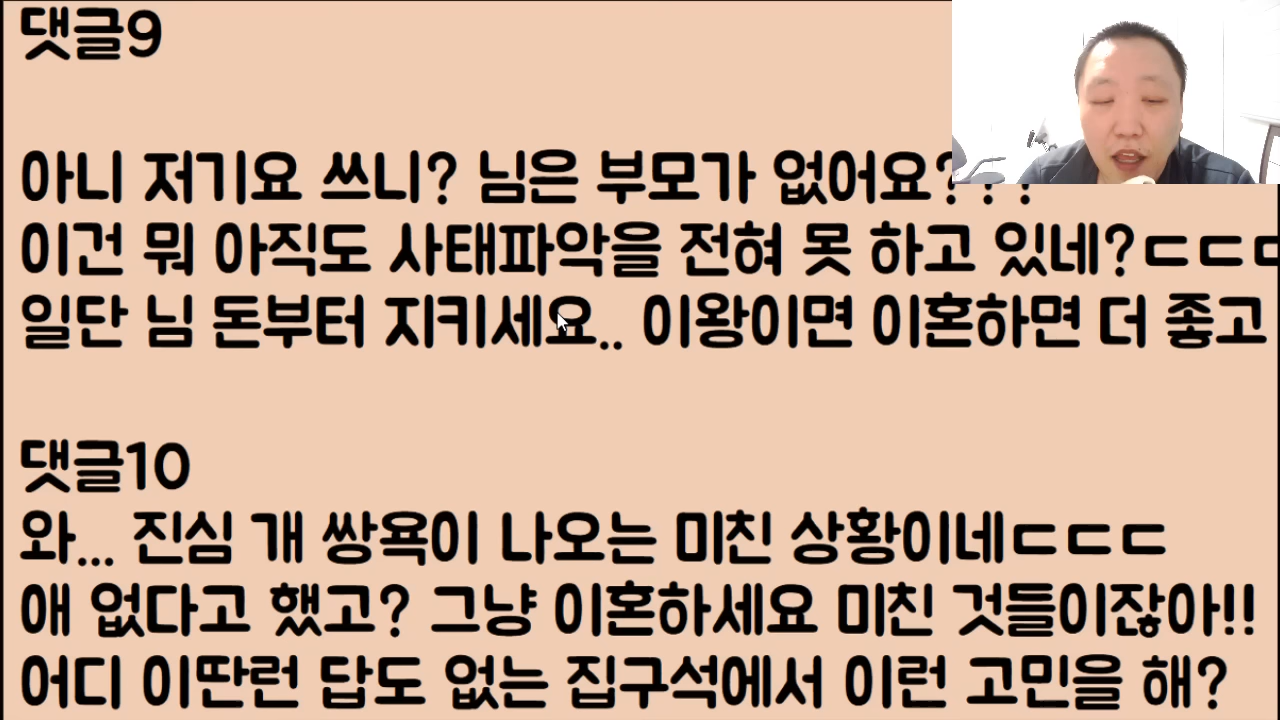 댓글9
아니 저기요 쓰니? 님은 부모가 없어요???
이건 뭐 아직도 사태파악을 전혀 못 하고 있네?ㄷㄷㄷ
일단 님 돈부터 지키세요.. 이왕이면 이혼하면 더 좋고
댓글10
와... 진심 개 쌍욕이 나오는 미친 상황이네ㄷㄷㄷ
애 없다고 했고? 그냥 이혼하세요 미친 것들이잖아!!
어디 이딴런 답도 없는 집구석에서 이런 고민을 해?